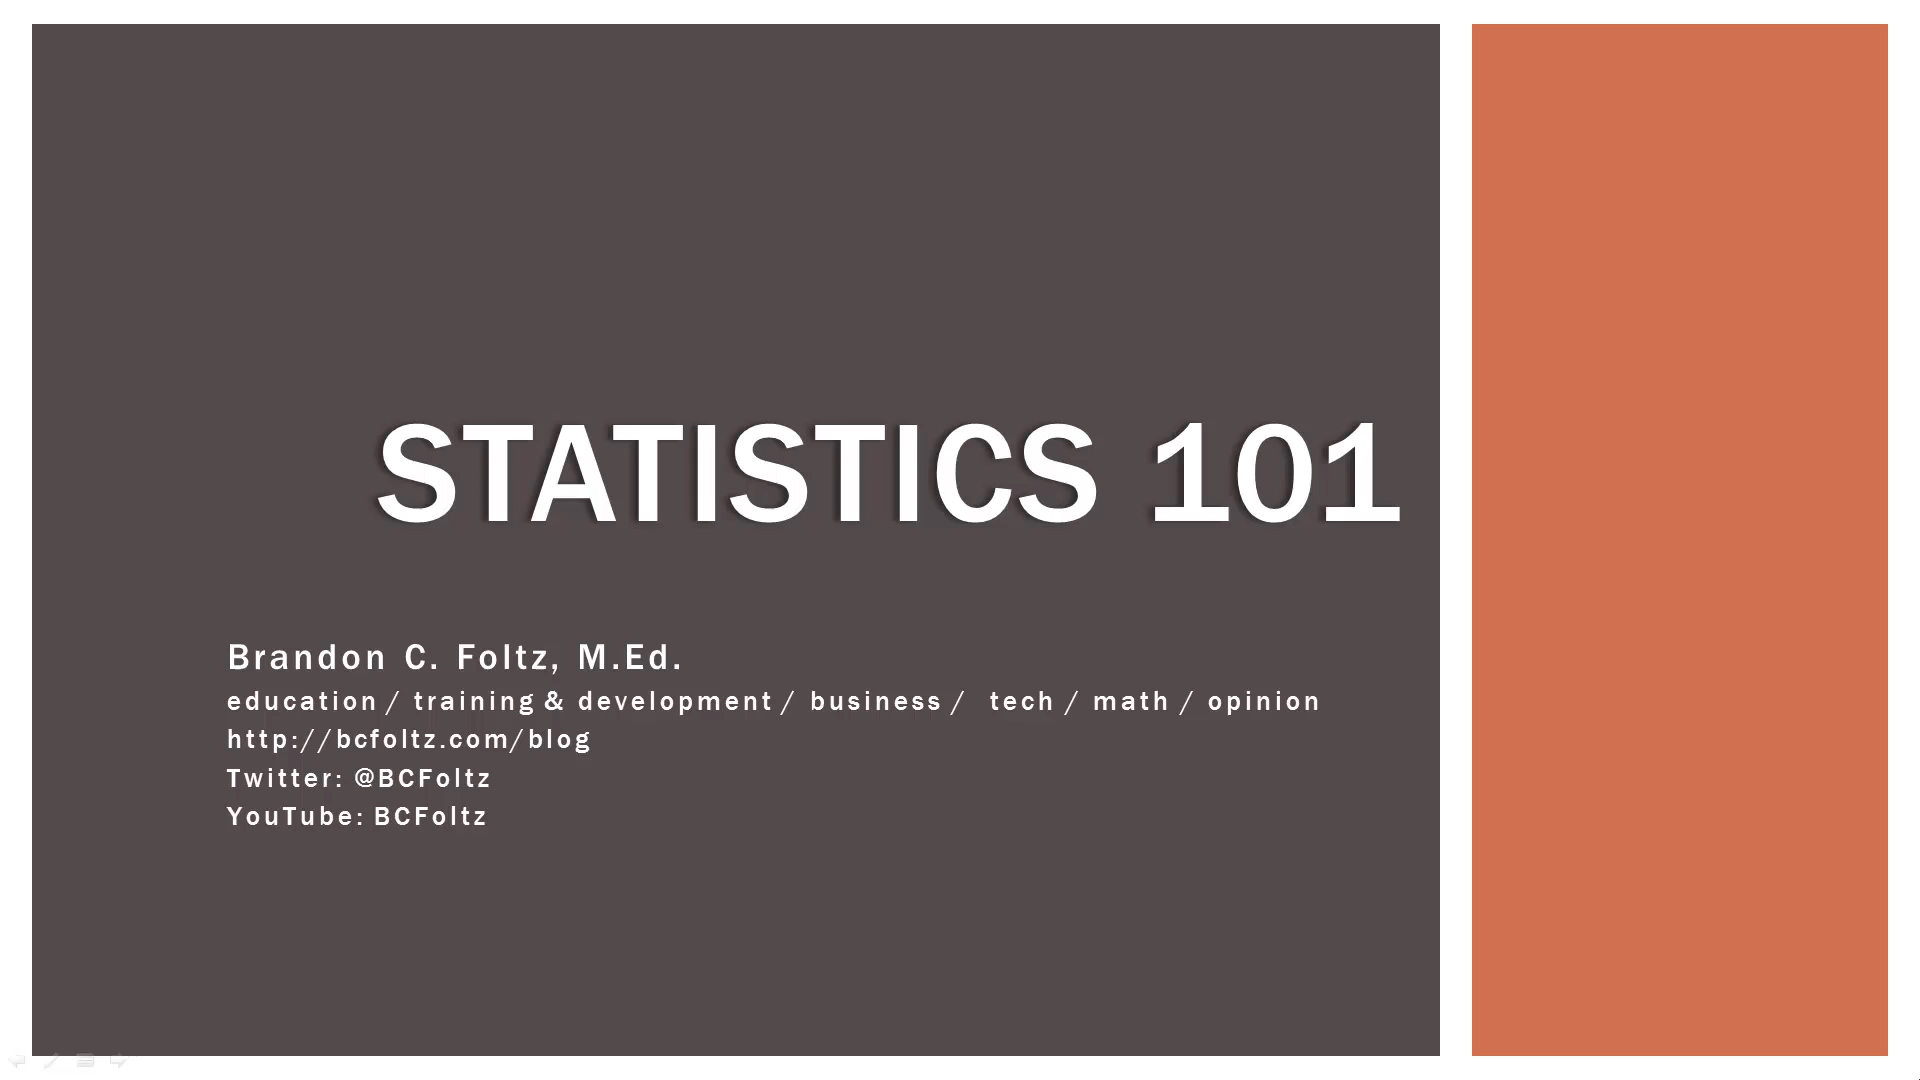 STATISTICS 101
Brandon C. Foltz, M.Ed.
education / training & development / business / tech / math / opinion
http://bcfoltz.com/blog
Twitter: @BCFoltz
YouTube: BCFoltz